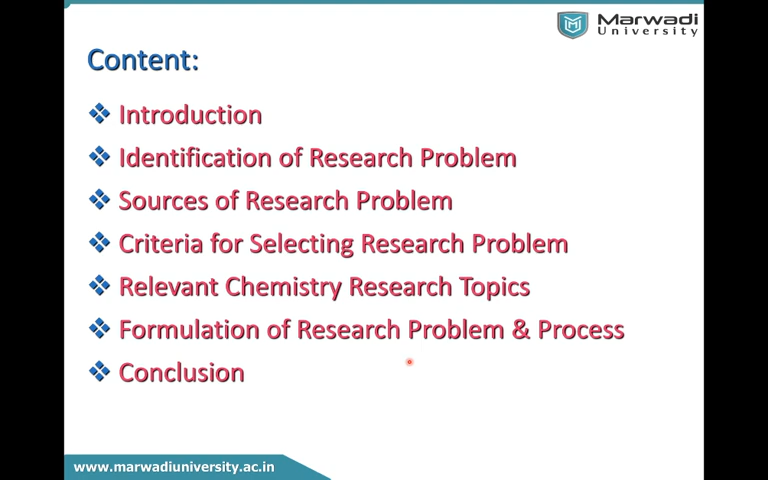 Marwadi
University
Content:
Introduction
Identification of Research Problem
Sources of Research Problem
Criteria for Selecting Research Problem
Relevant Chemistry Research Topics
Formulation of Research Problem & Process
Conclusion
www.marwadiuniversity.ac.in